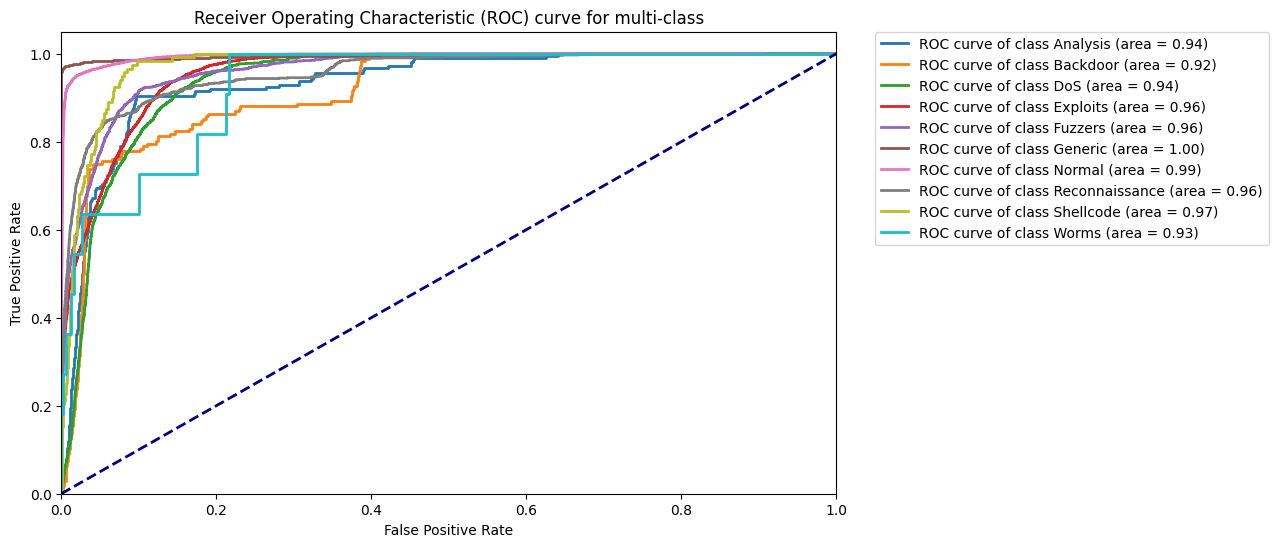 Receiver Operating Characteristic (ROC) curve for multi-class
1.0
0.8
0.6
0.4
0.2
0.0
True Positive Rate
0.0
0.2
0.4
0.6
0.8
1.0
False Positive Rate
ROC curve of class Analysis (area = 0.94)
ROC curve of class Backdoor (area = 0.92)
ROC curve of class DoS (area = 0.94)
ROC curve of class Exploits (area = 0.96)
ROC curve of class Fuzzers (area = 0.96)
ROC curve of class Generic (area = 1.00)
ROC curve of class Normal (area = 0.99)
ROC curve of class Reconnaissance (area = 0.96)
ROC curve of class Shellcode (area = 0.97)
ROC curve of class Worms (area = 0.93)